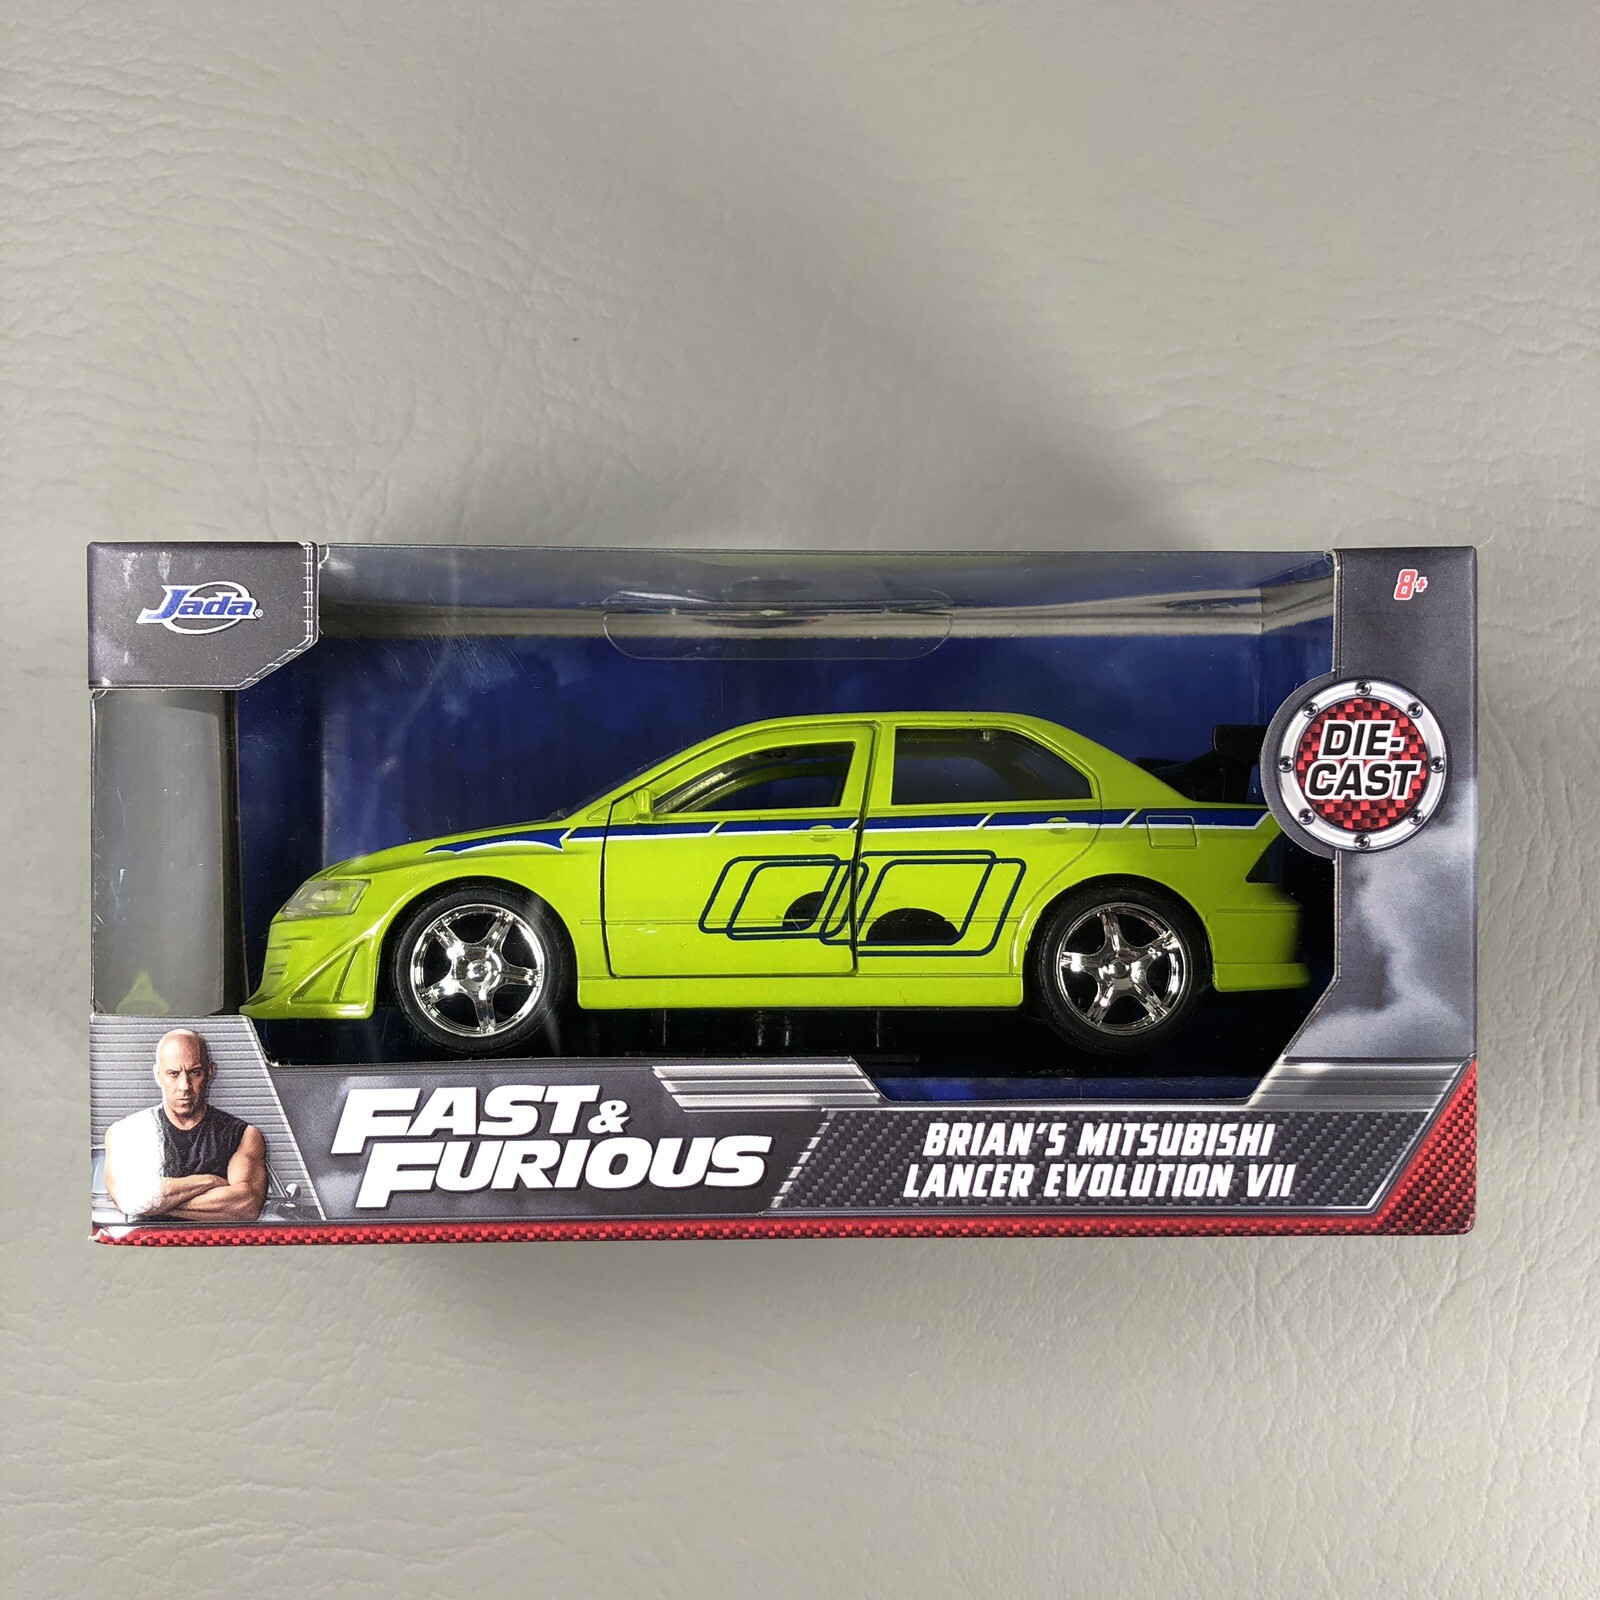 Jada®
8+
DIE-
CAST
FAST &
FURIOUS
BRIAN'S MITSUBISHI
LANCER EVOLUTION VII